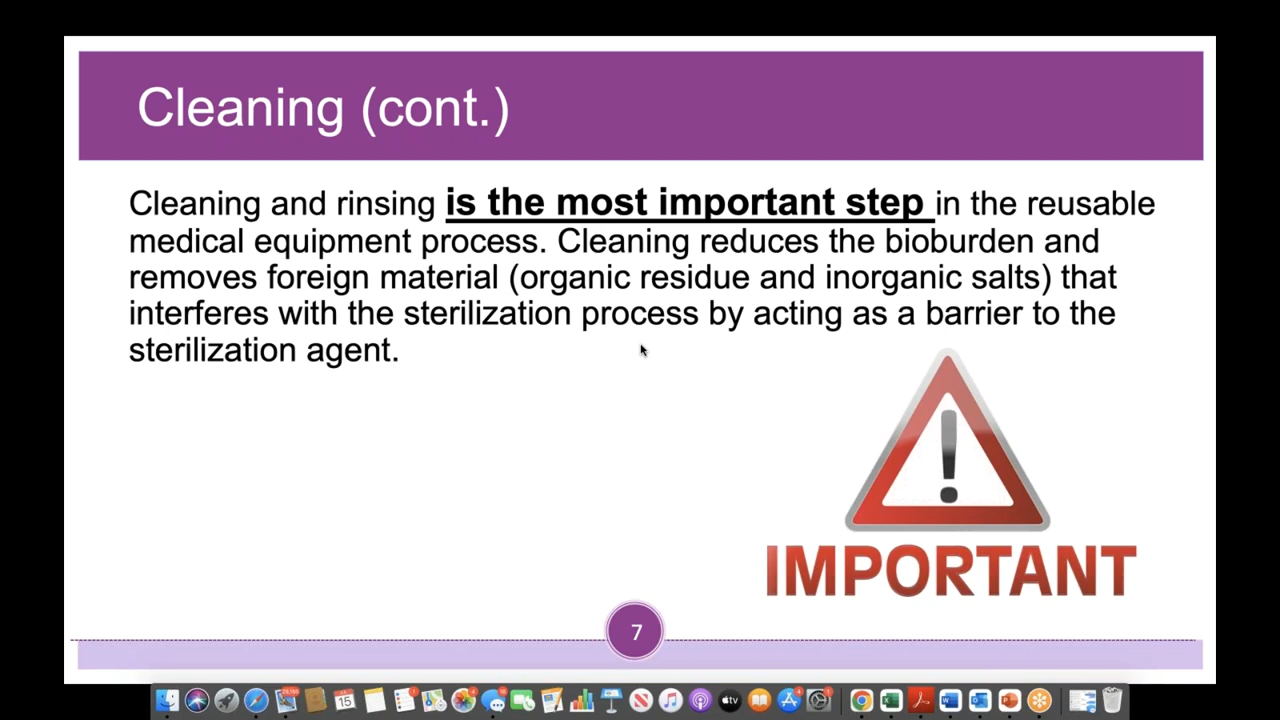 Cleaning (cont.)
Cleaning and rinsing is the most important step in the reusable
medical equipment process. Cleaning reduces the bioburden and
removes foreign material (organic residue and inorganic salts) that
interferes with the sterilization process by acting as a barrier to the
sterilization agent.
IMPORTANT
7
15
tv